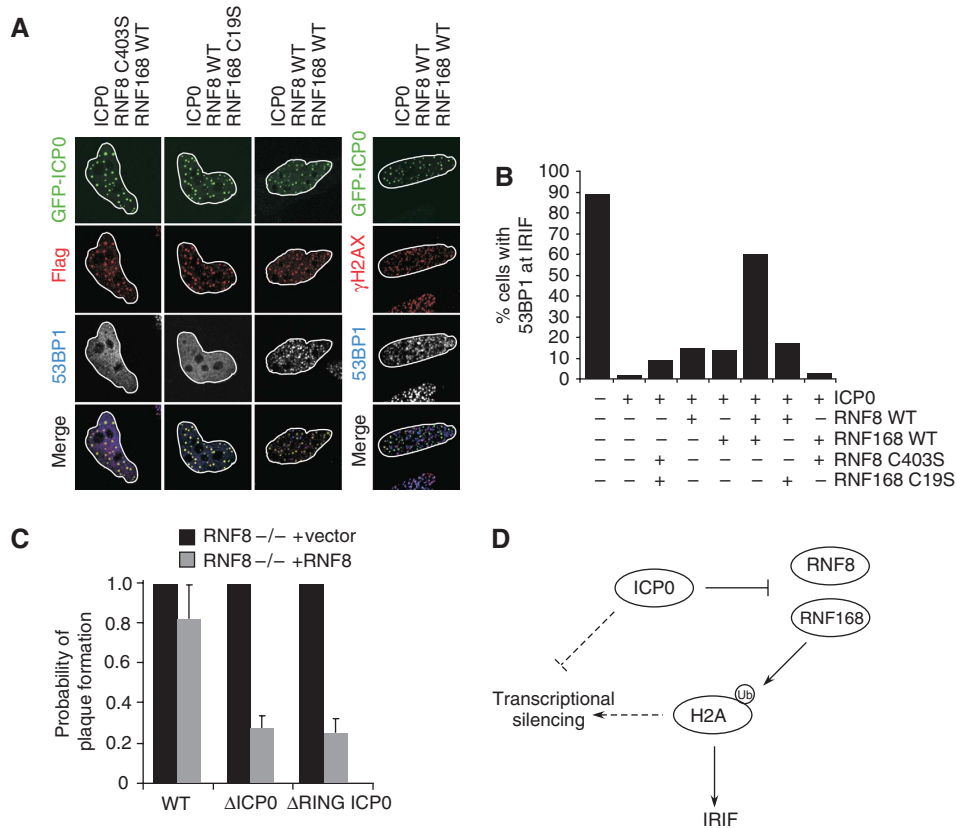 A
ICP0
RNF8 C403S
RNF168 WT
ICP0
RNF8 WT
RNF168 C19S
ICP0
RNF8 WT
RNF168 WT
ICP0
RNF8 WT
RNF168 WT
GFP-ICP0
Flag
53BP1
Merge
GFP-ICP0
γH2AX
53BP1
Merge
B
% cells with
53BP1 at IRIF
100
90
80
70
60
50
40
30
20
10
0
– + + + + + + + ICP0
– – – + – + + – RNF8 WT
– – – – + + – + RNF168 WT
– – + – – – – + RNF8 C403S
– – + – – – + – RNF168 C19S
C
RNF8 –/– +vector
RNF8 –/– +RNF8
Probability of
plaque formation
1.0
0.8
0.6
0.4
0.2
0
WT ΔICP0 ΔRING ICP0
D
ICP0
RNF8
RNF168
Ub
H2A
Transcriptional
silencing
IRIF